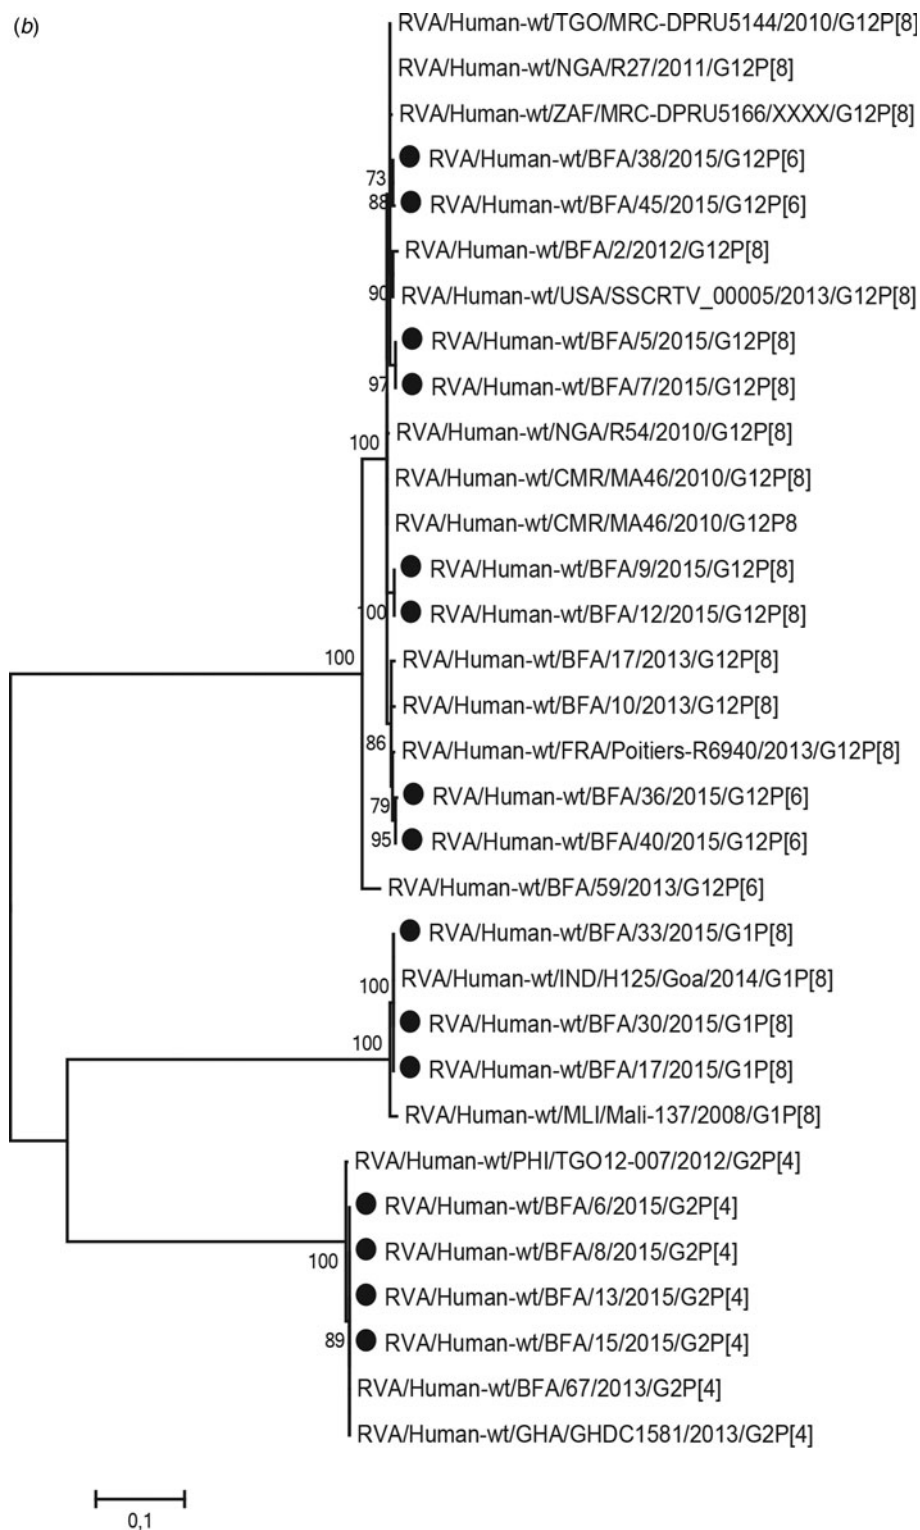 (b)
RVA/Human-wt/TGO/MRC-DPRU5144/2010/G12P[8]
RVA/Human-wt/NGA/R27/2011/G12P[8]
RVA/Human-wt/ZAF/MRC-DPRU5166/XXXX/G12P[8]
RVA/Human-wt/BFA/38/2015/G12P[6]
73
88
RVA/Human-wt/BFA/45/2015/G12P[6]
RVA/Human-wt/BFA/2/2012/G12P[8]
90
RVA/Human-wt/USA/SSCRTV_00005/2013/G12P[8]
RVA/Human-wt/BFA/5/2015/G12P[8]
97
RVA/Human-wt/BFA/7/2015/G12P[8]
RVA/Human-wt/NGA/R54/2010/G12P[8]
100
RVA/Human-wt/CMR/MA46/2010/G12P[8]
RVA/Human-wt/CMR/MA46/2010/G12P8
RVA/Human-wt/BFA/9/2015/G12P[8]
100
RVA/Human-wt/BFA/12/2015/G12P[8]
100
RVA/Human-wt/BFA/17/2013/G12P[8]
RVA/Human-wt/BFA/10/2013/G12P[8]
86
RVA/Human-wt/FRA/Poitiers-R6940/2013/G12P[8]
RVA/Human-wt/BFA/36/2015/G12P[6]
79
95
RVA/Human-wt/BFA/40/2015/G12P[6]
RVA/Human-wt/BFA/59/2013/G12P[6]
RVA/Human-wt/BFA/33/2015/G1P[8]
100
RVA/Human-wt/IND/H125/Goa/2014/G1P[8]
RVA/Human-wt/BFA/30/2015/G1P[8]
100
RVA/Human-wt/BFA/17/2015/G1P[8]
RVA/Human-wt/MLI/Mali-137/2008/G1P[8]
RVA/Human-wt/PHI/TGO12-007/2012/G2P[4]
RVA/Human-wt/BFA/6/2015/G2P[4]
RVA/Human-wt/BFA/8/2015/G2P[4]
100
RVA/Human-wt/BFA/13/2015/G2P[4]
89
RVA/Human-wt/BFA/15/2015/G2P[4]
RVA/Human-wt/BFA/67/2013/G2P[4]
RVA/Human-wt/GHA/GHDC1581/2013/G2P[4]
0,1